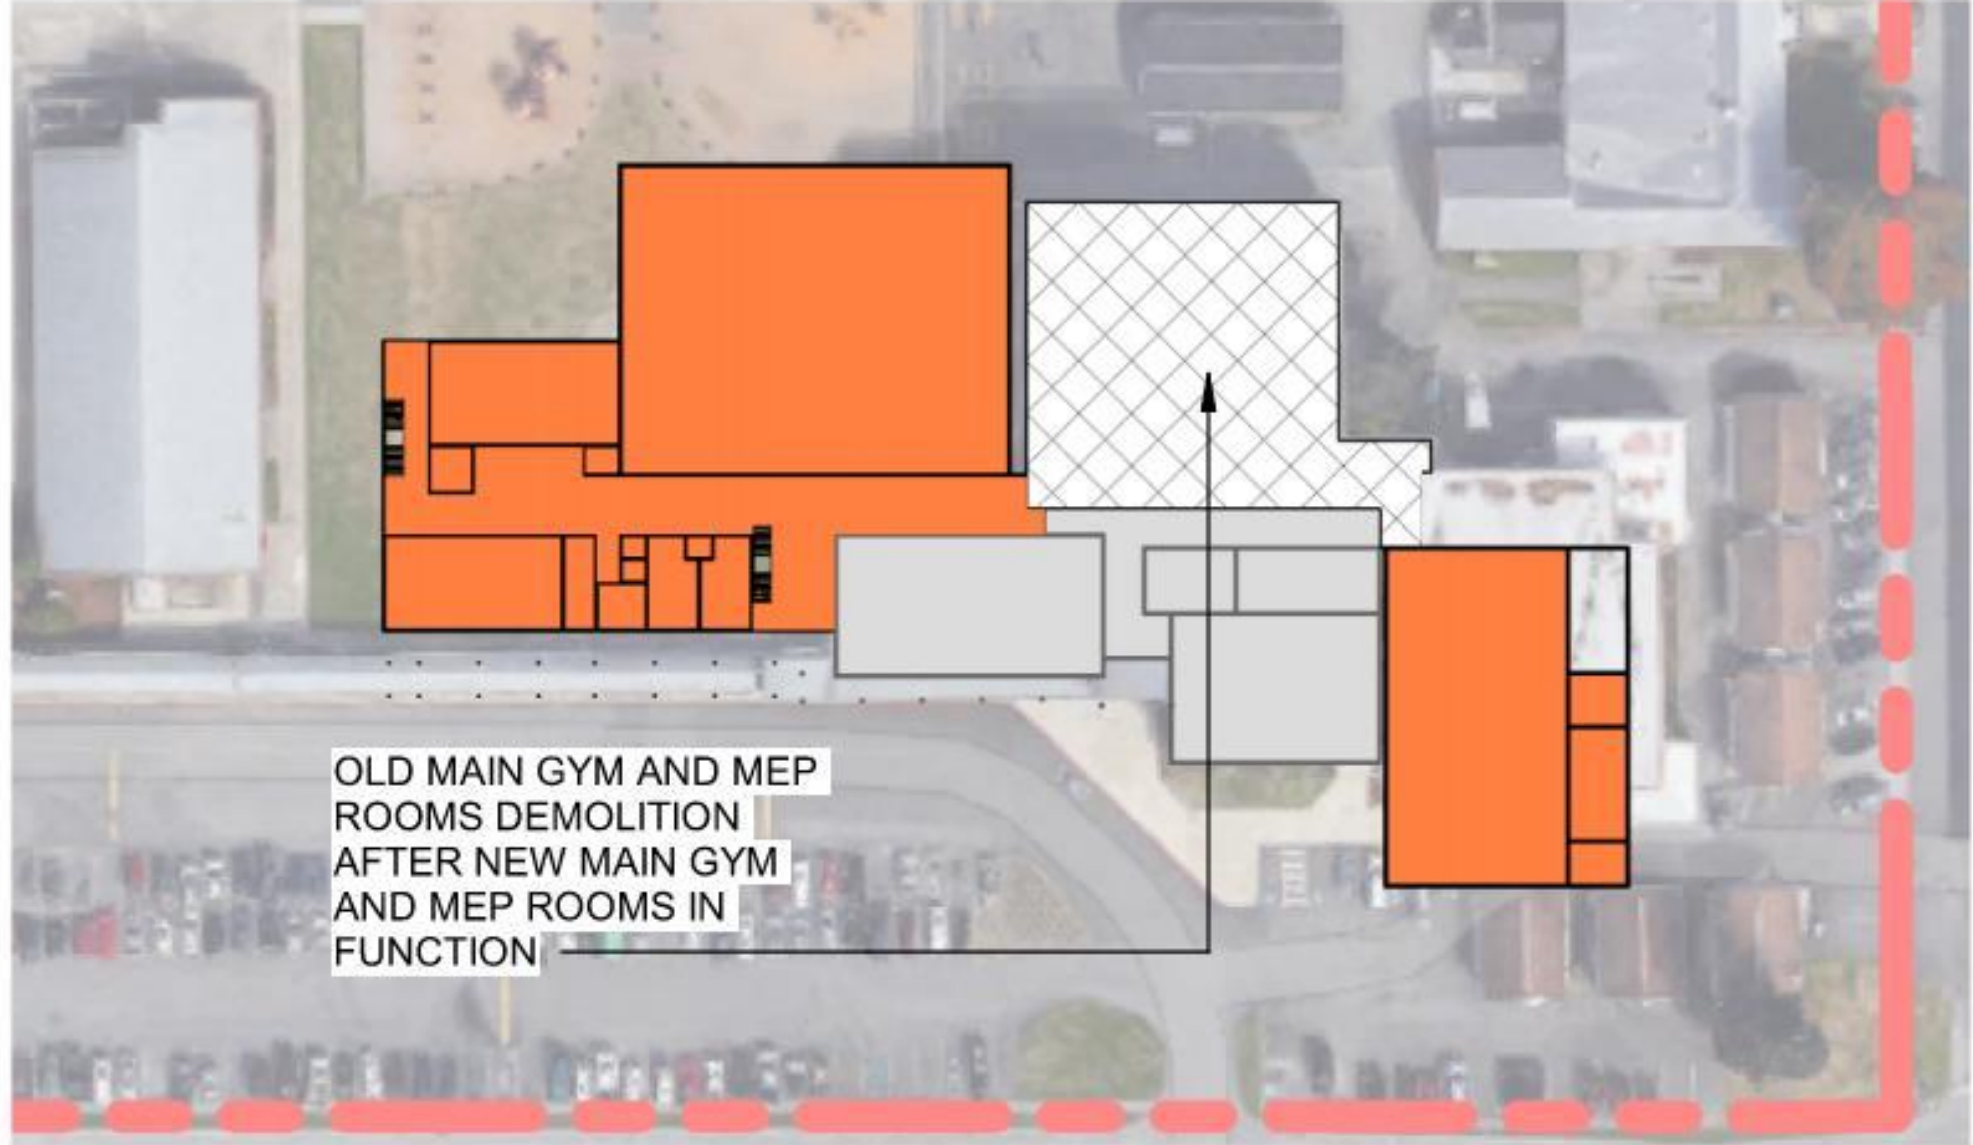 OLD MAIN GYM AND MEP
ROOMS DEMOLITION
AFTER NEW MAIN GYM
AND MEP ROOMS IN
FUNCTION